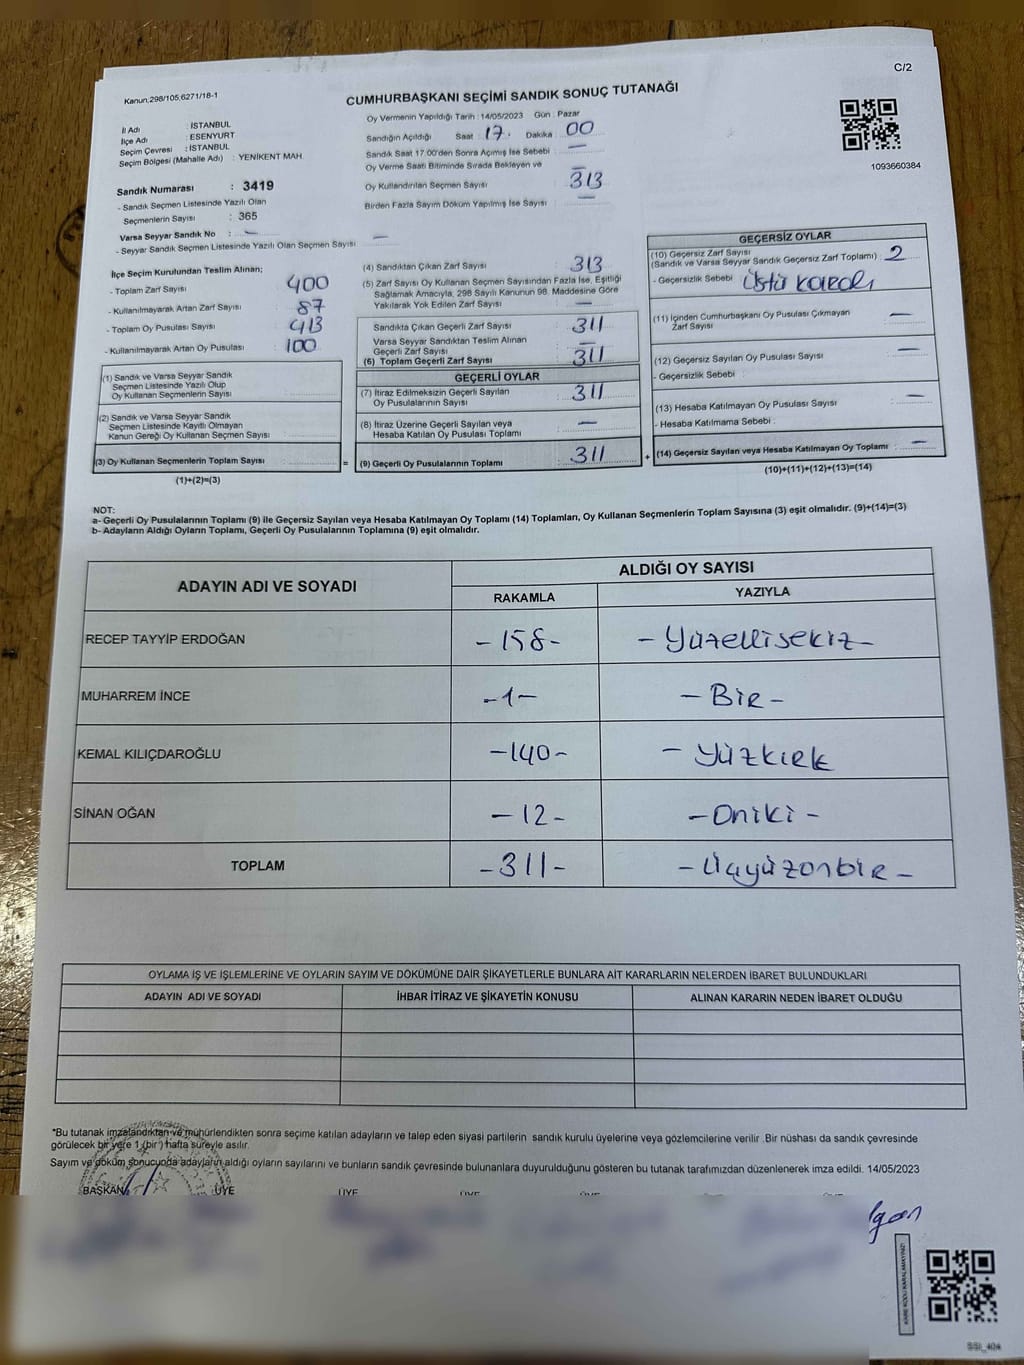 C/2
Kanun:298/105;6271/18-1
CUMHURBAŞKANI SEÇİMİ SANDIK SONUÇ TUTANAĞI
İl Adı : İSTANBUL
İlçe Adı : ESENYURT
Seçim Çevresi : İSTANBUL
Seçim Bölgesi (Mahalle Adı) : YENİKENT MAH
Sandık Numarası : 3419
- Sandık Seçmen Listesinde Yazılı Olan
Seçmenlerin Sayısı : 365
Varsa Seyyar Sandık No : —
- Seyyar Sandık Seçmen Listesinde Yazılı Olan Seçmen Sayısı —
Oy Vermenin Yapıldığı Tarih : 14/05/2023 Gün : Pazar
Sandığın Açıldığı Saat : 17. Dakika : 00
Sandık Saat 17.00'den Sonra Açılmış İse Sebebi : —
Oy Verme Saati Bitiminde Sırada Bekleyen ve
Oy Kullandırılan Seçmen Sayısı : 313
Birden Fazla Sayım Döküm Yapılmış İse Sayısı : —
1093660384
İlçe Seçim Kurulundan Teslim Alınan;
- Toplam Zarf Sayısı : 400
- Kullanılmayarak Artan Zarf Sayısı : 87
- Toplam Oy Pusulası Sayısı : 413
- Kullanılmayarak Artan Oy Pusulası : 100
(1) Sandık ve Varsa Seyyar Sandık
Seçmen Listesinde Yazılı Olup
Oy Kullanan Seçmenlerin Sayısı :
(2) Sandık ve Varsa Seyyar Sandık
Seçmen Listesinde Kayıtlı Olmayan
Kanun Gereği Oy Kullanan Seçmen Sayısı :
(3) Oy Kullanan Seçmenlerin Toplam Sayısı :
(1)+(2)=(3)
=
(4) Sandıktan Çıkan Zarf Sayısı : 313
(5) Zarf Sayısı Oy Kullanan Seçmen Sayısından Fazla İse, Eşitliği
Sağlamak Amacıyla, 298 Sayılı Kanunun 98. Maddesine Göre
Yakılarak Yok Edilen Zarf Sayısı : —
Sandıkta Çıkan Geçerli Zarf Sayısı : 311
Varsa Seyyar Sandıktan Teslim Alınan
Geçerli Zarf Sayısı : —
(6) Toplam Geçerli Zarf Sayısı : 311
GEÇERLİ OYLAR
(7) İtiraz Edilmeksizin Geçerli Sayılan
Oy Pusulalarının Sayısı : 311
(8) İtiraz Üzerine Geçerli Sayılan veya
Hesaba Katılan Oy Pusulası Toplamı : —
(9) Geçerli Oy Pusulalarının Toplamı : 311
+
GEÇERSİZ OYLAR
(10) Geçersiz Zarf Sayısı
(Sandık ve Varsa Seyyar Sandık Geçersiz Zarf Toplamı) : 2
- Geçersizlik Sebebi : Üstü karalı
(11) İçinden Cumhurbaşkanı Oy Pusulası Çıkmayan
Zarf Sayısı : —
(12) Geçersiz Sayılan Oy Pusulası Sayısı : —
- Geçersizlik Sebebi :
(13) Hesaba Katılmayan Oy Pusulası Sayısı : —
- Hesaba Katılmama Sebebi :
(14) Geçersiz Sayılan veya Hesaba Katılmayan Oy Toplamı : —
(10)+(11)+(12)+(13)=(14)
NOT:
a- Geçerli Oy Pusulalarının Toplamı (9) ile Geçersiz Sayılan veya Hesaba Katılmayan Oy Toplamı (14) Toplamları, Oy Kullanan Seçmenlerin Toplam Sayısına (3) eşit olmalıdır. (9)+(14)=(3)
b- Adayların Aldığı Oyların Toplamı, Geçerli Oy Pusulalarının Toplamına (9) eşit olmalıdır.
ADAYIN ADI VE SOYADI
ALDIĞI OY SAYISI
RAKAMLA
YAZIYLA
RECEP TAYYİP ERDOĞAN -158- -Yüzellisekiz-
MUHARREM İNCE -1- -Bir-
KEMAL KILIÇDAROĞLU -140- -Yüzkırk
SİNAN OĞAN -12- -Oniki-
TOPLAM -311- -Üçyüzonbir-
OYLAMA İŞ VE İŞLEMLERİNE VE OYLARIN SAYIM VE DÖKÜMÜNE DAİR ŞİKAYETLERLE BUNLARA AİT KARARLARIN NELERDEN İBARET BULUNDUKLARI
ADAYIN ADI VE SOYADI
İHBAR İTİRAZ VE ŞİKAYETİN KONUSU
ALINAN KARARIN NEDEN İBARET OLDUĞU
*Bu tutanak imzalandıktan ve mühürlendikten sonra seçime katılan adayların ve talep eden siyasi partilerin sandık kurulu üyelerine veya gözlemcilerine verilir .Bir nüshası da sandık çevresinde
görülecek bir yere 1 (bir ) hafta süreyle asılır.
Sayım ve döküm sonucunda adayların aldığı oyların sayılarını ve bunların sandık çevresinde bulunanlara duyurulduğunu gösteren bu tutanak tarafımızdan düzenlenerek imza edildi. 14/05/2023
BAŞKAN ÜYE ÜYE ÜYE ÜYE ÜYE
KARE KODU KARALAMAYINIZ!